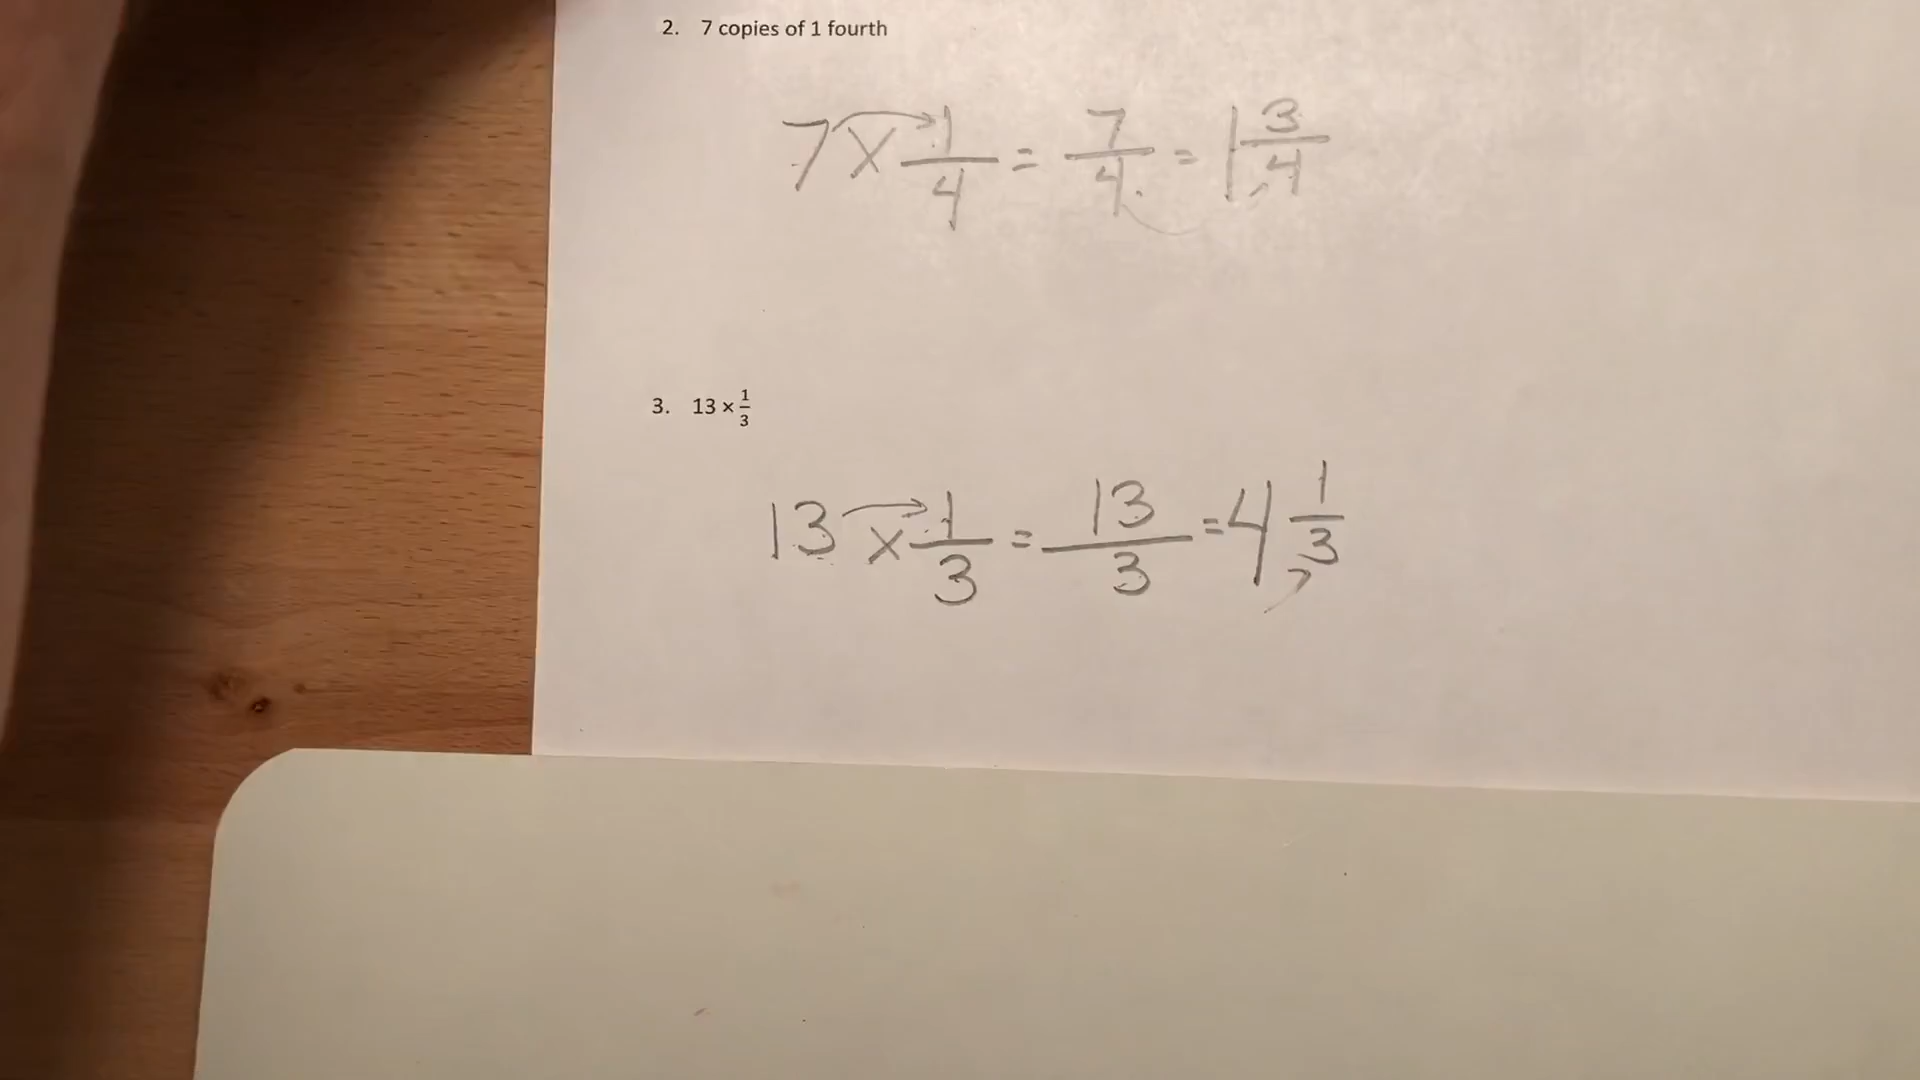 2. 7 copies of 1 fourth
7 × 1/4 = 7/4 = 1 3/4
3. 13 × 1/3
13 × 1/3 = 13/3 = 4 1/3